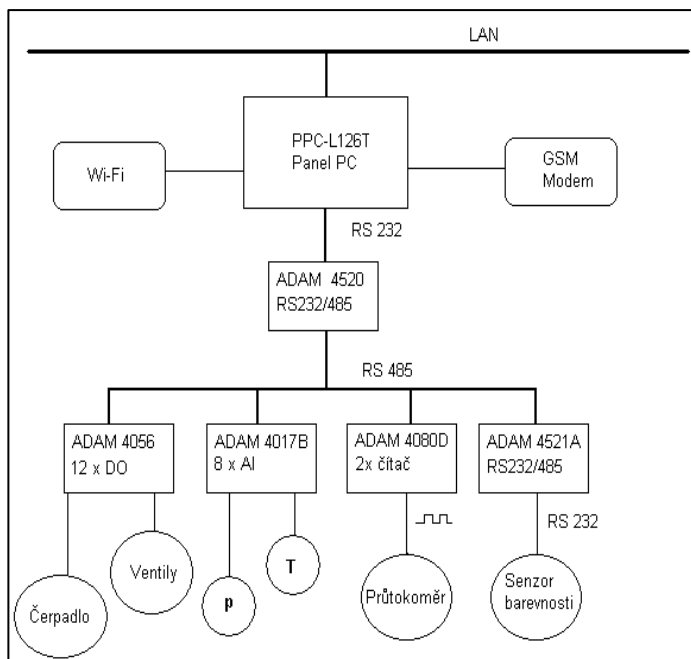 LAN
PPC-L126T
Panel PC
Wi-Fi
GSM
Modem
RS 232
ADAM 4520
RS232/485
RS 485
ADAM 4056
12 x DO
ADAM 4017B
8 x AI
ADAM 4080D
2x čítač
ADAM 4521A
RS232/485
RS 232
Čerpadlo
Ventily
p
T
Průtokoměr
Senzor
barevnosti